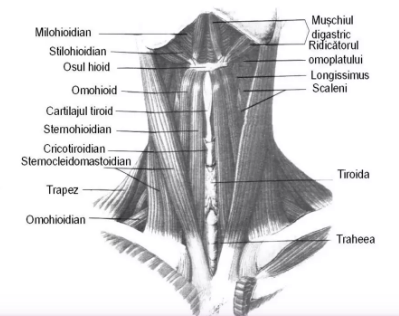 Milohioidian
Stilohioidian
Osul hioid
Omohioid
Cartilajul tiroid
Sternohioidian
Cricotiroidian
Sternocleidomastoidian
Trapez
Omohioidian
Mușchiul
digastric
Ridicătorul
omoplatului
Longissimus
Scaleni
Tiroida
Traheea